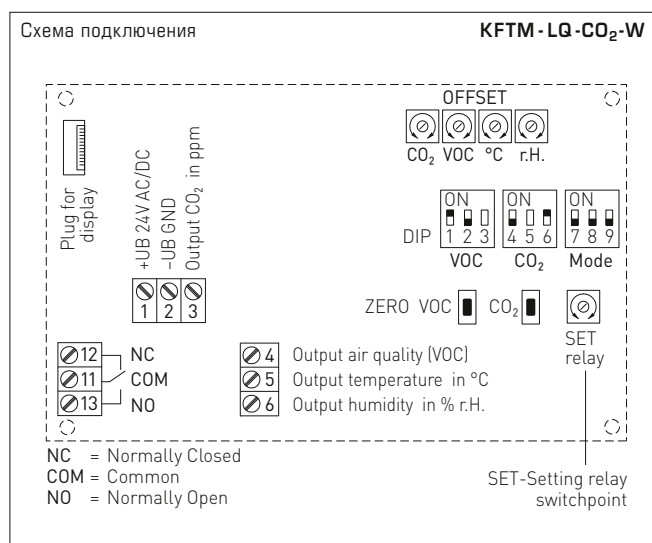 Схема подключения KFTM - LQ - CO₂ - W
OFFSET
CO₂ VOC °C r.H.
Plug for
display
+UB 24V AC/DC
–UB GND
Output CO₂ in ppm
1 2 3
ON ON ON
DIP 1 2 3 4 5 6 7 8 9
VOC CO₂ Mode
ZERO VOC CO₂
SET
relay
12 NC
11 COM
13 NO
4 Output air quality (VOC)
5 Output temperature in °C
6 Output humidity in % r.H.
NC = Normally Closed
COM = Common
NO = Normally Open
SET-Setting relay
switchpoint